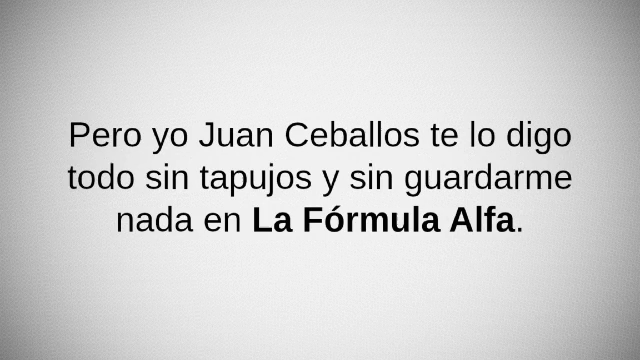 Pero yo Juan Ceballos te lo digo
todo sin tapujos y sin guardarme
nada en La Fórmula Alfa.